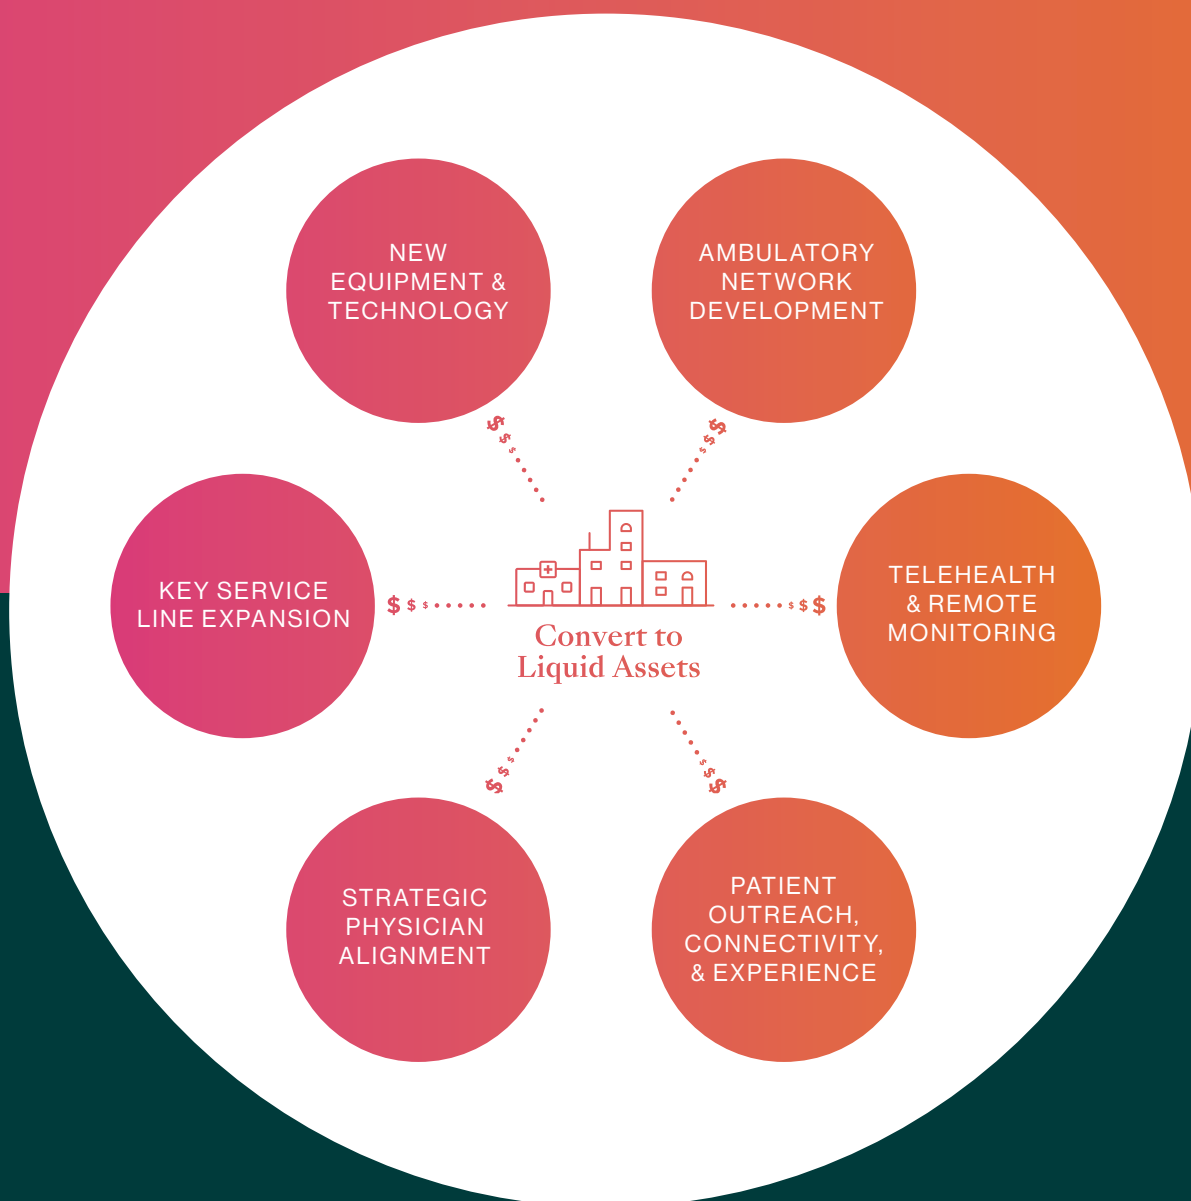 NEW
EQUIPMENT &
TECHNOLOGY
AMBULATORY
NETWORK
DEVELOPMENT
$ $ $
$ $ $
KEY SERVICE
LINE EXPANSION
$ $ $
$ $ $
TELEHEALTH
& REMOTE
MONITORING
Convert to
Liquid Assets
$ $ $
$ $ $
STRATEGIC
PHYSICIAN
ALIGNMENT
PATIENT
OUTREACH,
CONNECTIVITY,
& EXPERIENCE